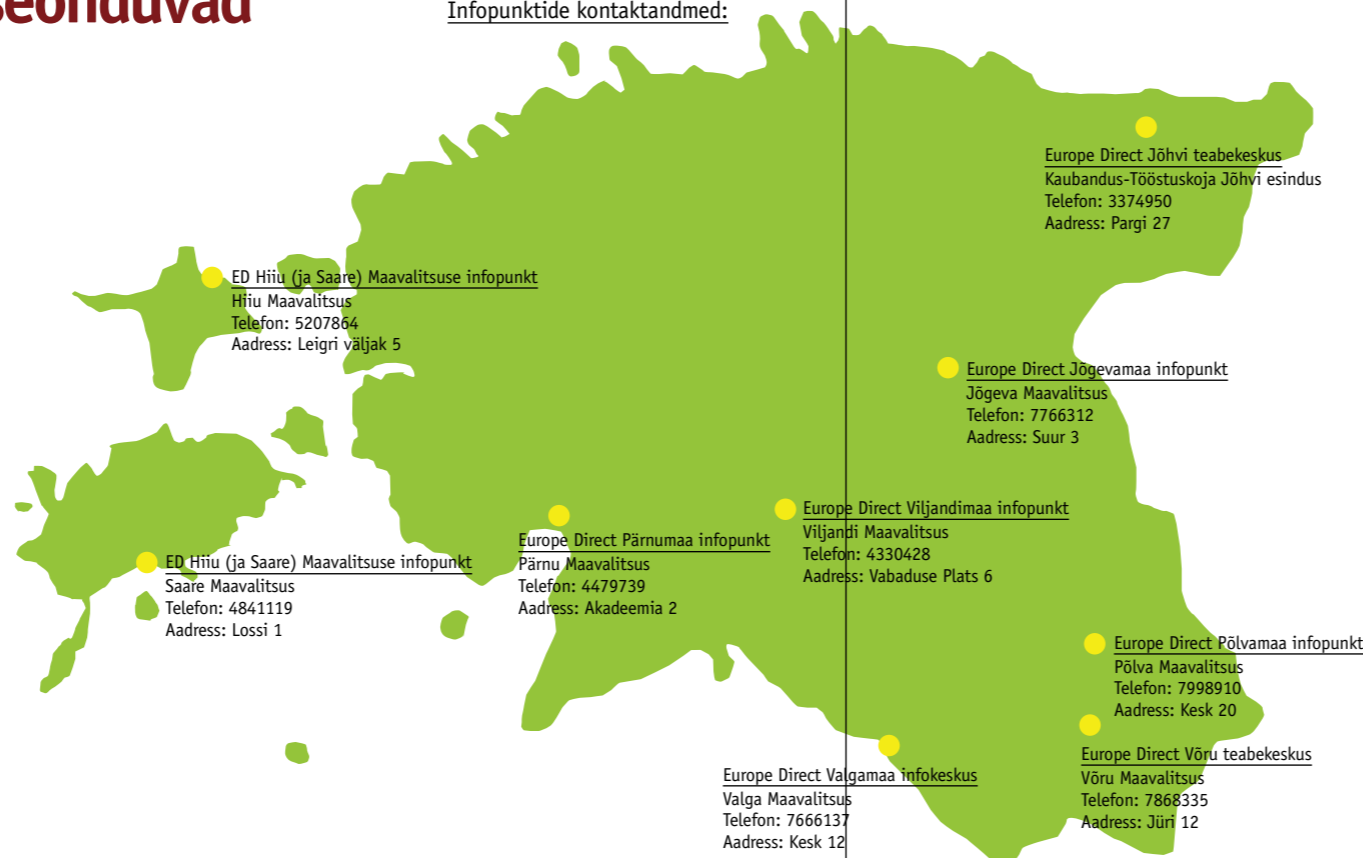 seonduvad
Infopunktide kontaktandmed:
Europe Direct Jõhvi teabekeskus
Kaubandus-Tööstuskoja Jõhvi esindus
Telefon: 3374950
Aadress: Pargi 27
ED Hiiu (ja Saare) Maavalitsuse infopunkt
Hiiu Maavalitsus
Telefon: 5207864
Aadress: Leigri väljak 5
Europe Direct Jõgevamaa infopunkt
Jõgeva Maavalitsus
Telefon: 7766312
Aadress: Suur 3
Europe Direct Viljandimaa infopunkt
Viljandi Maavalitsus
Telefon: 4330428
Aadress: Vabaduse Plats 6
Europe Direct Pärnumaa infopunkt
Pärnu Maavalitsus
Telefon: 4479739
Aadress: Akadeemia 2
ED Hiiu (ja Saare) Maavalitsuse infopunkt
Saare Maavalitsus
Telefon: 4841119
Aadress: Lossi 1
Europe Direct Põlvamaa infopunkt
Põlva Maavalitsus
Telefon: 7998910
Aadress: Kesk 20
Europe Direct Võru teabekeskus
Võru Maavalitsus
Telefon: 7868335
Aadress: Jüri 12
Europe Direct Valgamaa infokeskus
Valga Maavalitsus
Telefon: 7666137
Aadress: Kesk 12